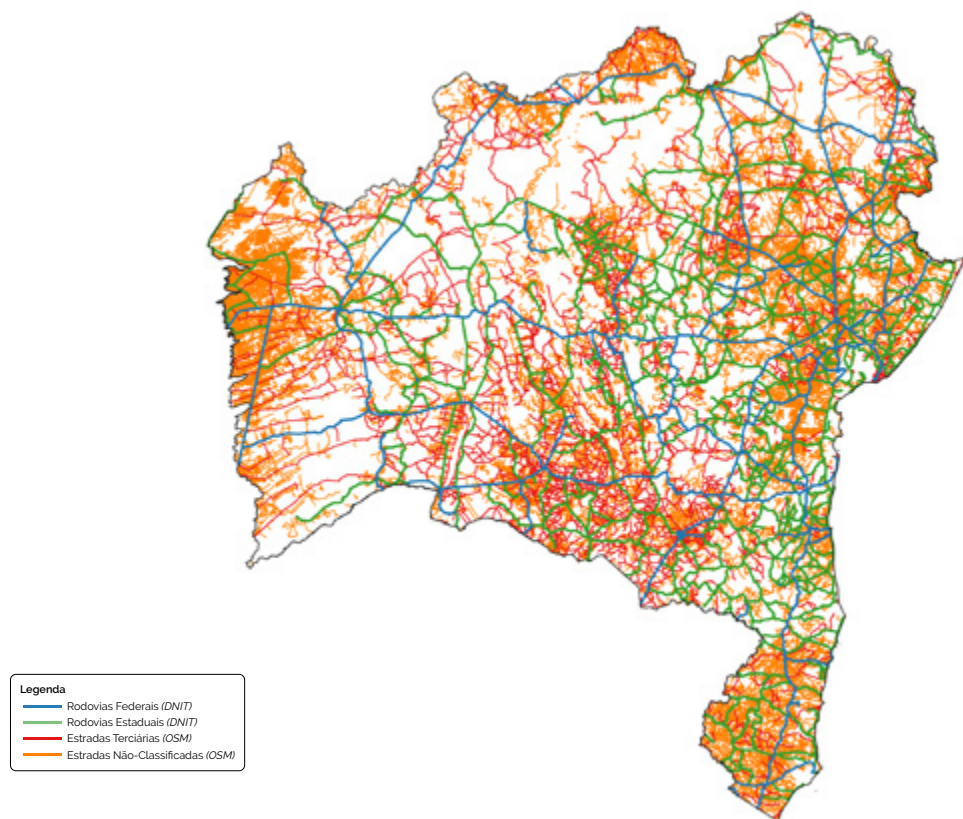 Legenda
Rodovias Federais (DNIT)
Rodovias Estaduais (DNIT)
Estradas Terciárias (OSM)
Estradas Não-Classificadas (OSM)